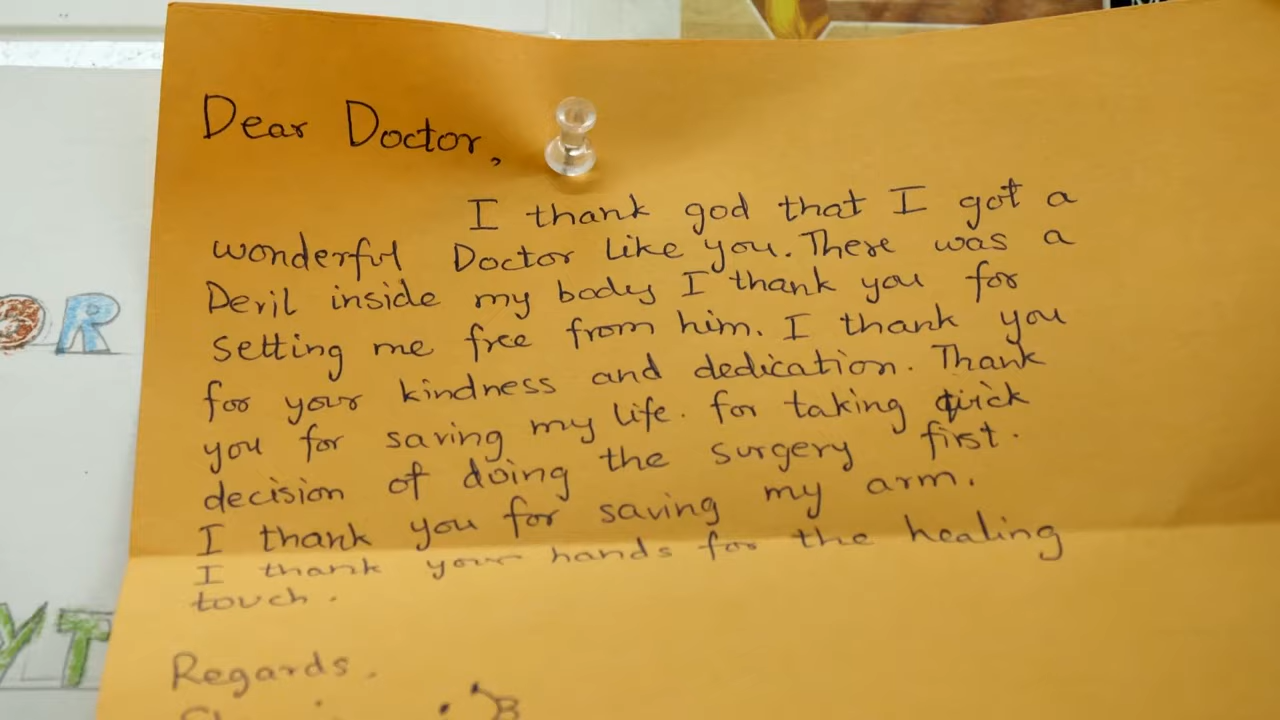 Dear Doctor,
I thank god that I got a
wonderful Doctor like you. There was a
Devil inside my body I thank you for
setting me free from him. I thank you
for your kindness and dedication. Thank
you for saving my life. for taking quick
decision of doing the surgery first.
I thank you for saving my arm.
I thank your hands for the healing
touch.
Regards.
OR
YT